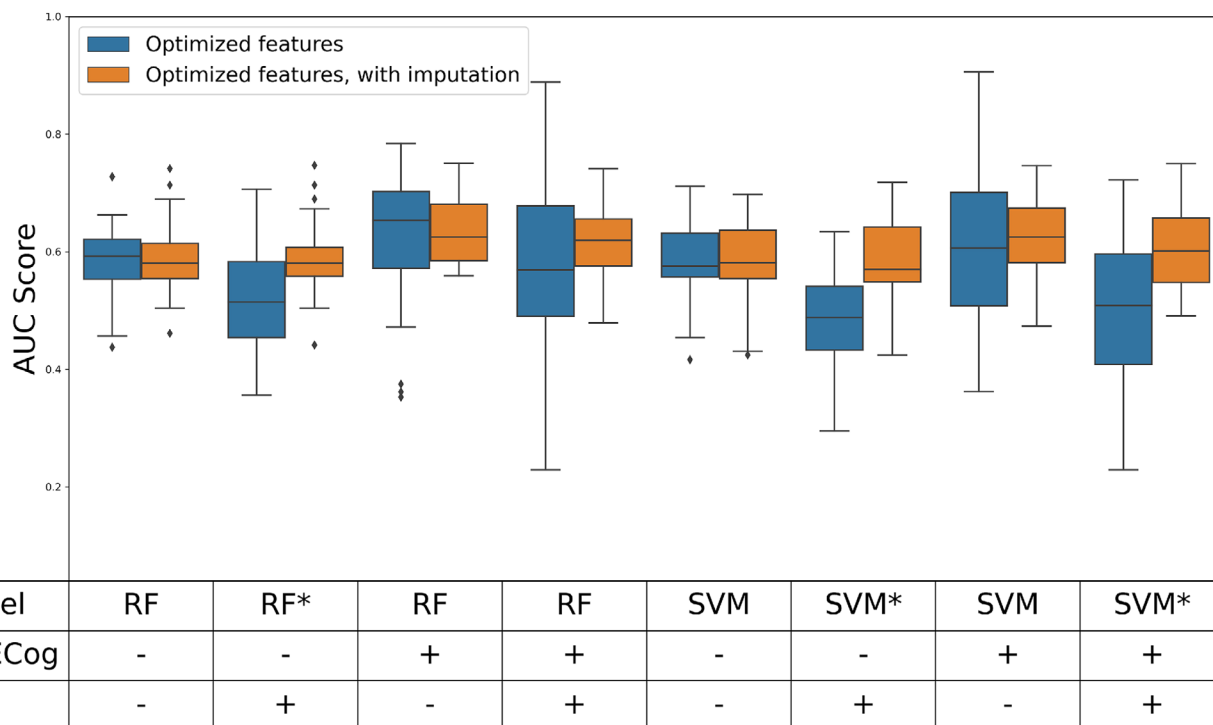 1.0
Optimized features
Optimized features, with imputation
0.8
0.6
0.4
0.2
AUC Score
el RF RF* RF RF SVM SVM* SVM SVM*
ECog - - + + - - + +
- + - + - + - +